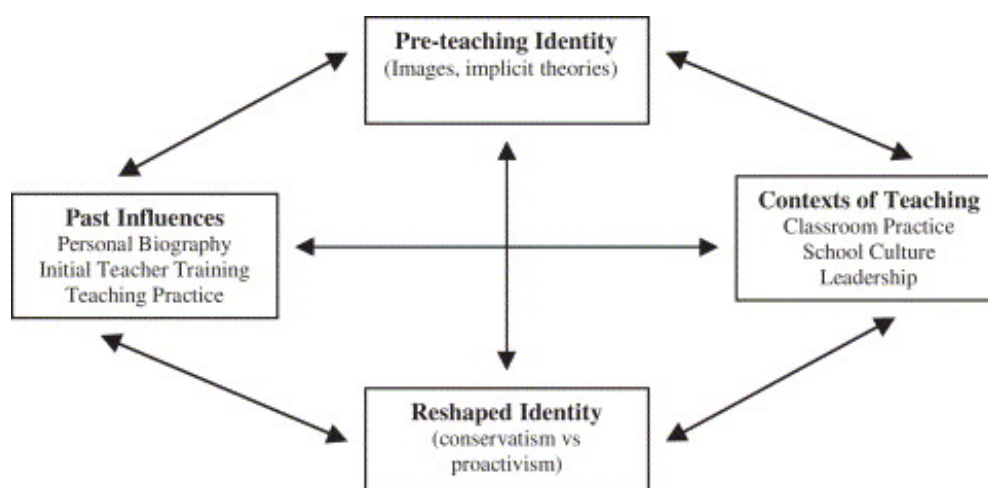 Pre-teaching Identity
(Images, implicit theories)
Past Influences
Personal Biography
Initial Teacher Training
Teaching Practice
Contexts of Teaching
Classroom Practice
School Culture
Leadership
Reshaped Identity
(conservatism vs
proactivism)